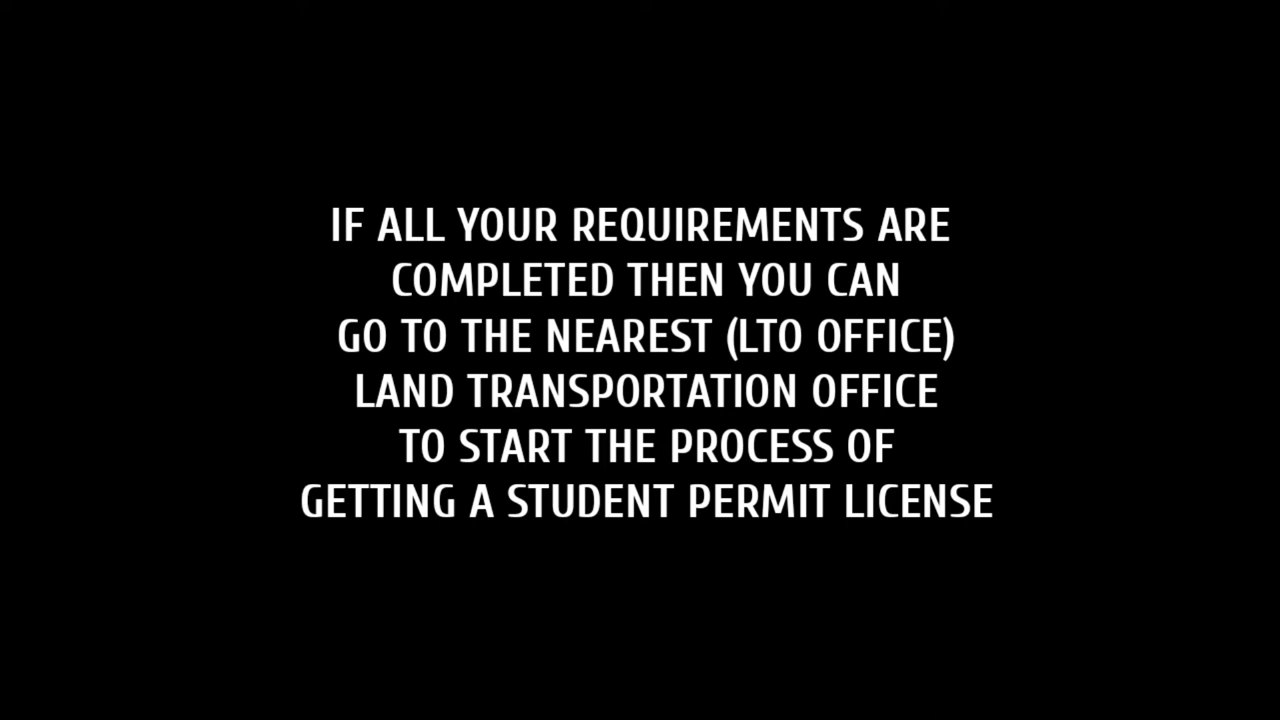 IF ALL YOUR REQUIREMENTS ARE
COMPLETED THEN YOU CAN
GO TO THE NEAREST (LTO OFFICE)
LAND TRANSPORTATION OFFICE
TO START THE PROCESS OF
GETTING A STUDENT PERMIT LICENSE